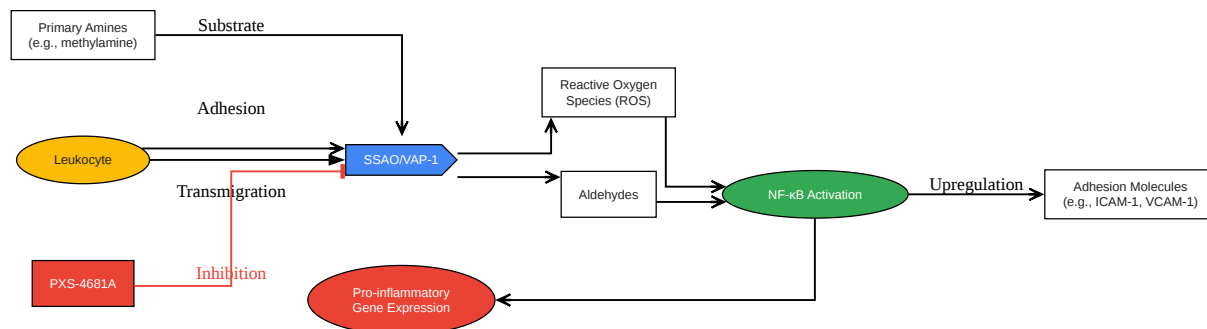 Primary Amines
(e.g., methylamine)
Substrate
Reactive Oxygen
Species (ROS)
Adhesion
Leukocyte
SSAO/VAP-1
Transmigration
Aldehydes
NF-κB Activation
Upregulation
Adhesion Molecules
(e.g., ICAM-1, VCAM-1)
PXS-4681A
Inhibition
Pro-inflammatory
Gene Expression